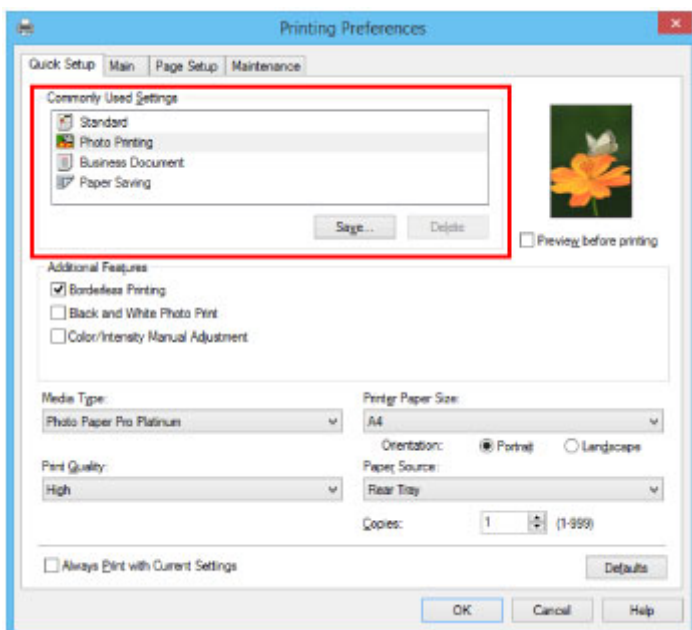 Printing Preferences
Quick Setup Main Page Setup Maintenance
Commonly Used Settings
Standard
Photo Printing
Business Document
Paper Saving
Save... Delete
Preview before printing
Additional Features
Borderless Printing
Black and White Photo Print
Color/Intensity Manual Adjustment
Media Type: Printer Paper Size:
Photo Paper Pro Platinum A4
Orientation: Portrait Landscape
Print Quality: Paper Source:
High Rear Tray
Copies: 1 (1-999)
Always Print with Current Settings Defaults
OK Cancel Help